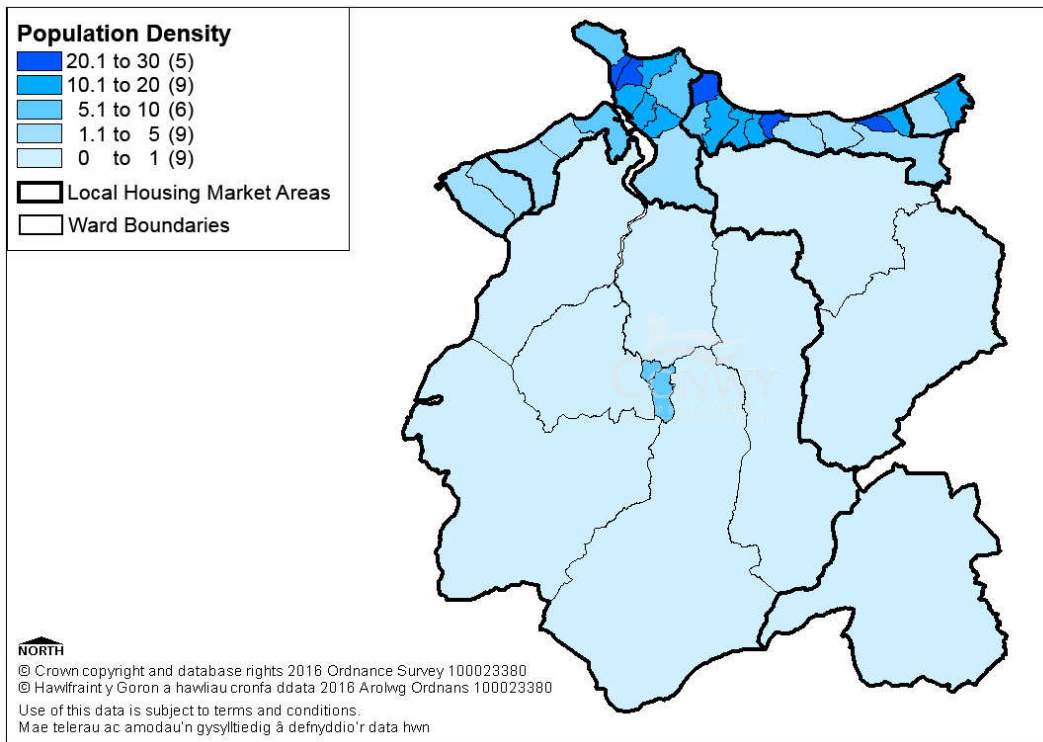 Population Density
20.1 to 30 (5)
10.1 to 20 (9)
5.1 to 10 (6)
1.1 to 5 (9)
0 to 1 (9)
Local Housing Market Areas
Ward Boundaries
CONWY
NORTH
© Crown copyright and database rights 2016 Ordnance Survey 100023380
© Hawlfraint y Goron a hawliau cronfa ddata 2016 Arolwg Ordnans 100023380
Use of this data is subject to terms and conditions.
Mae telerau ac amodau'n gysylltiedig â defnyddio'r data hwn